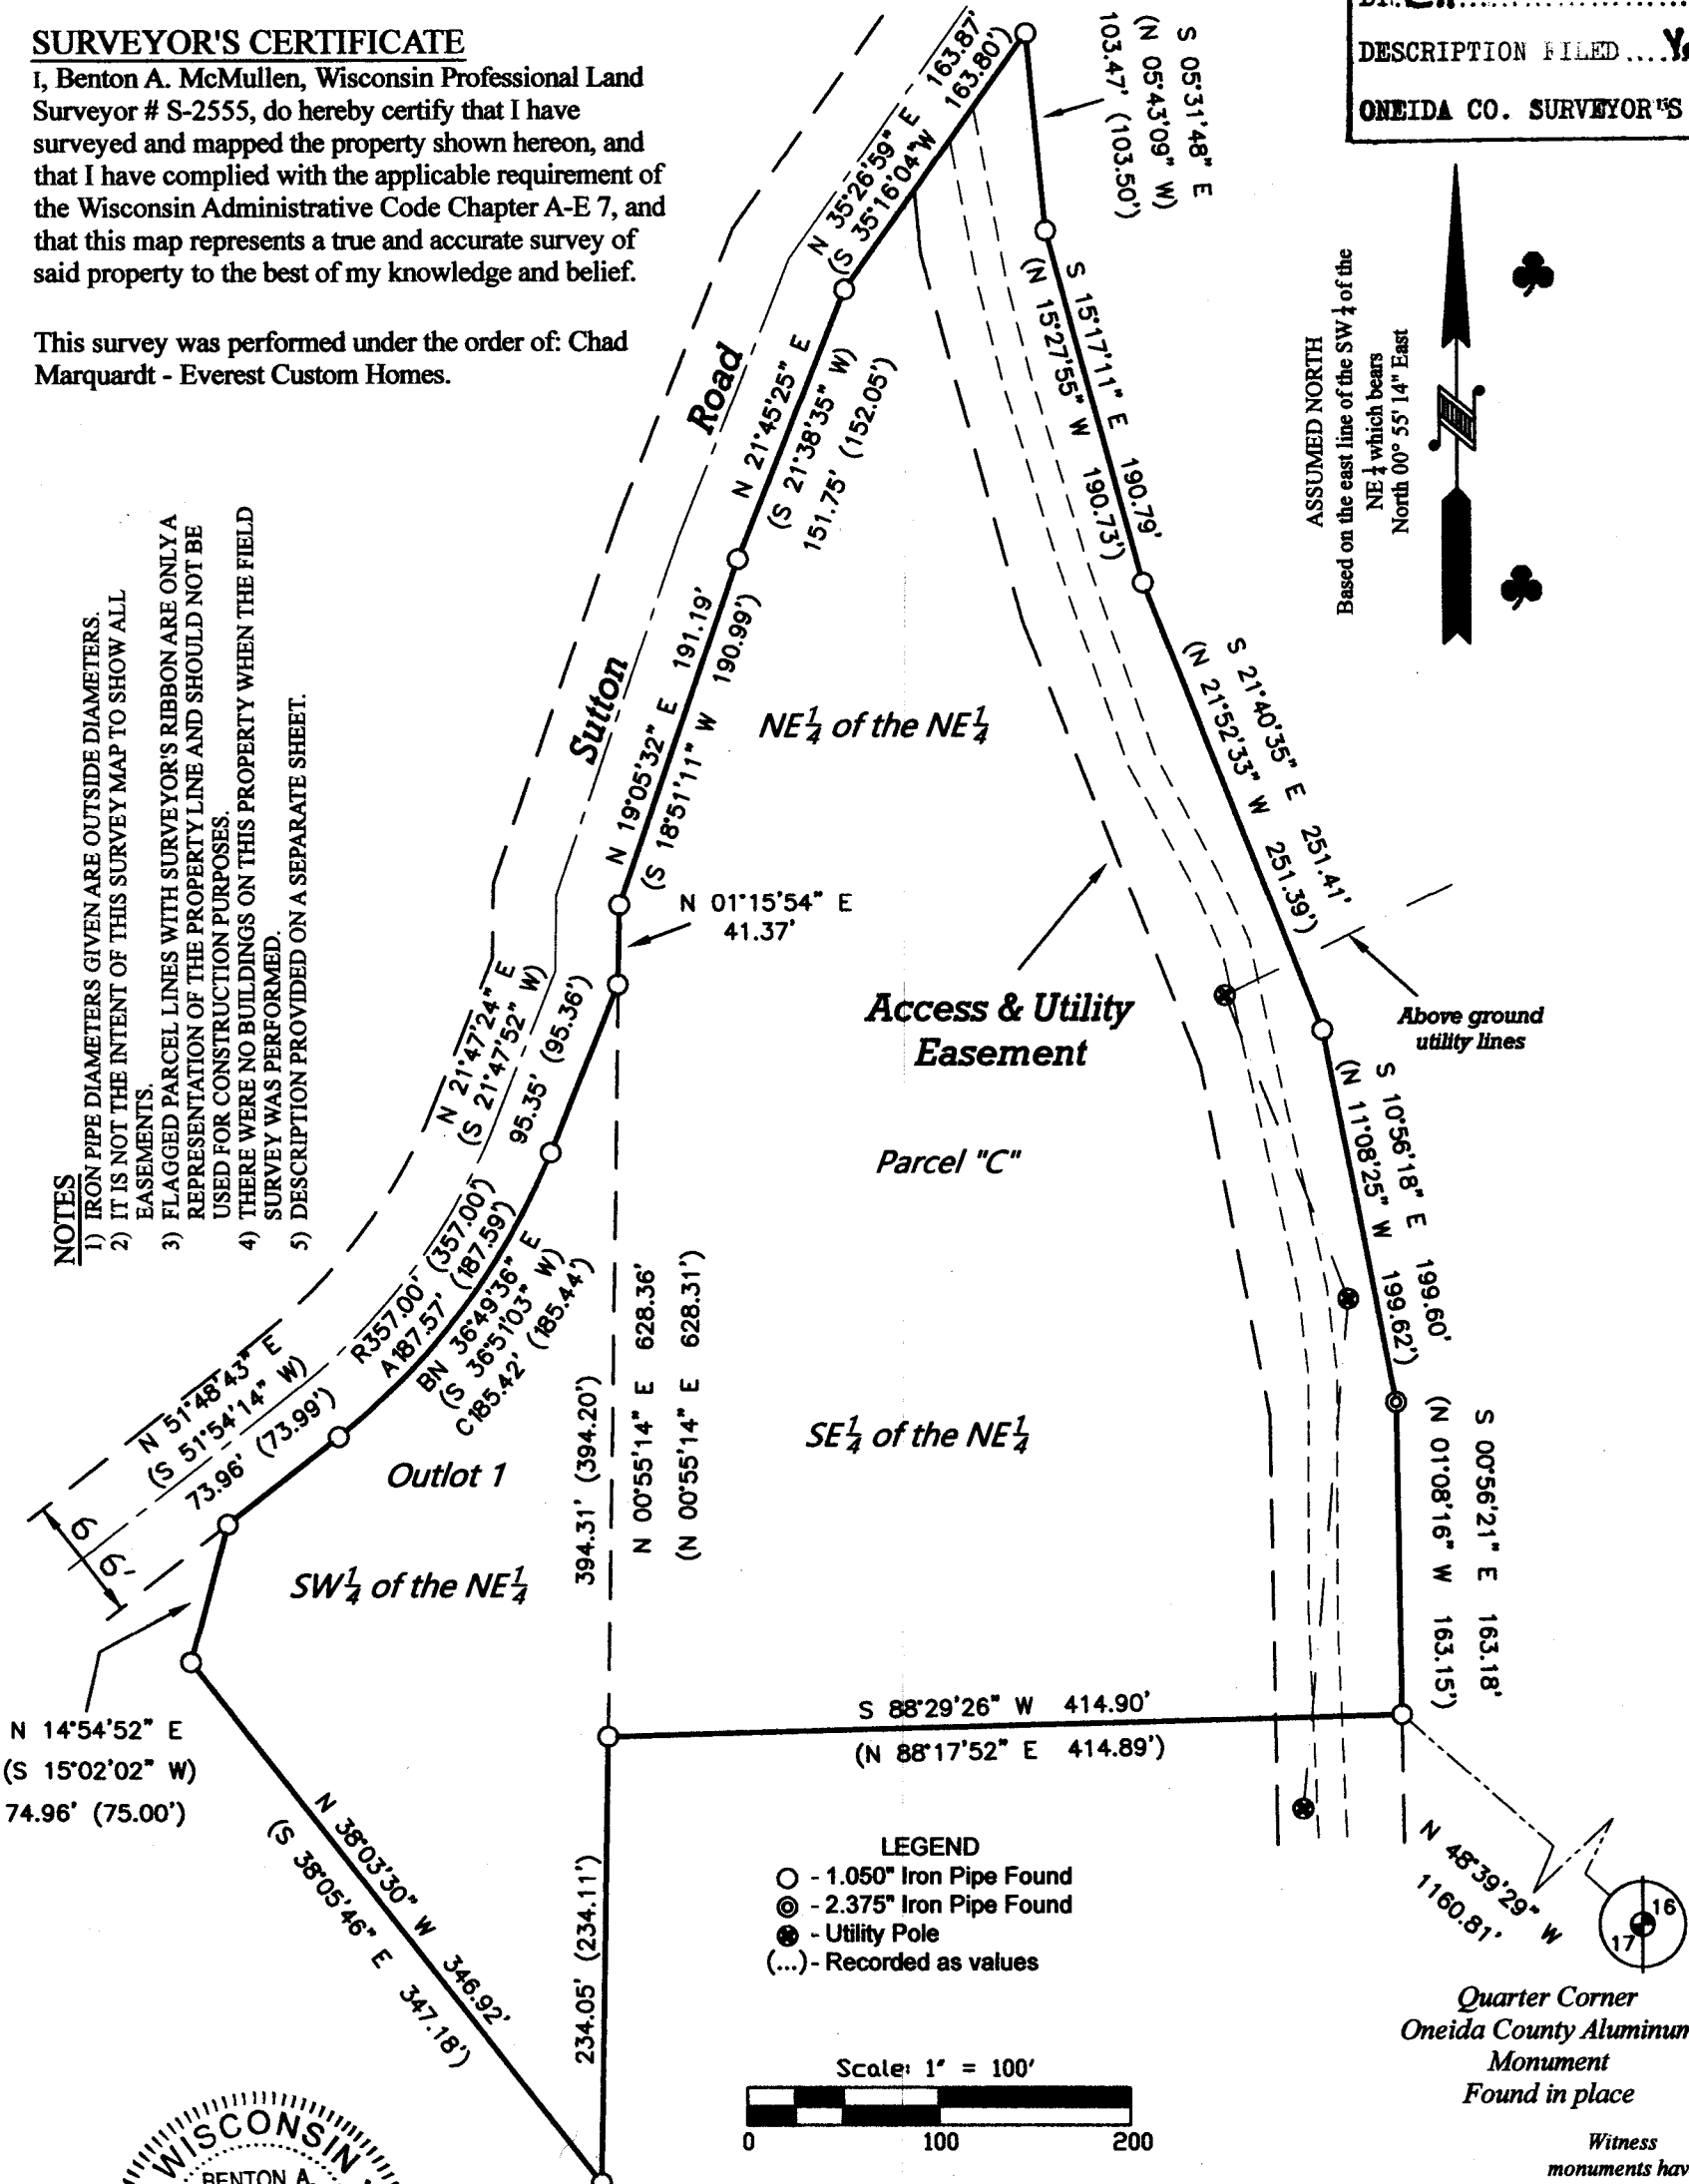 SURVEYOR'S CERTIFICATE
I, Benton A. McMullen, Wisconsin Professional Land
Surveyor # S-2555, do hereby certify that I have
surveyed and mapped the property shown hereon, and
that I have complied with the applicable requirement of
the Wisconsin Administrative Code Chapter A-E 7, and
that this map represents a true and accurate survey of
said property to the best of my knowledge and belief.
This survey was performed under the order of: Chad
Marquardt - Everest Custom Homes.
DESCRIPTION FILED....
ONEIDA CO. SURVEYOR'S
NOTES
1) IRON PIPE DIAMETERS GIVEN ARE OUTSIDE DIAMETERS.
2) IT IS NOT THE INTENT OF THIS SURVEY MAP TO SHOW ALL
EASEMENTS.
3) FLAGGED PARCEL LINES WITH SURVEYOR'S RIBBON ARE ONLY A
REPRESENTATION OF THE PROPERTY LINE AND SHOULD NOT BE
USED FOR CONSTRUCTION PURPOSES.
4) THERE WERE NO BUILDINGS ON THIS PROPERTY WHEN THE FIELD
SURVEY WAS PERFORMED.
5) DESCRIPTION PROVIDED ON A SEPARATE SHEET.
ASSUMED NORTH
Based on the east line of the SW ¼ of the
NE ¼ which bears
North 00° 55' 14" East
N 35°26'59" E 163.87'
(S 35°16'04" W 163.80')
S 05°31'48" E
(N 05°43'09" W)
103.47' (103.50')
S 15°17'11" E 190.79'
(N 15°27'55" W 190.73')
N 21°45'25" E
(S 21°38'35" W)
151.75' (152.05')
Sutton Road
N 19°05'32" E 191.19'
(S 18°51'11" W 190.99')
NE¼ of the NE¼
S 21°40'35" E 251.41'
(N 21°52'33" W 251.39')
N 01°15'54" E
41.37'
N 21°47'24" E
(S 21°47'52" W)
95.35' (95.36')
Access & Utility
Easement
Above ground
utility lines
Parcel "C"
S 10°56'18" E 199.60'
(N 11°08'25" W 199.62')
R357.00' (357.00')
A187.57' (187.59')
BN 36°49'36" E
(S 36°51'03" W)
C185.42' (185.44')
N 51°48'43" E
(S 51°54'14" W)
73.96' (73.99')
394.31' (394.20')
N 00°55'14" E 628.36'
(N 00°55'14" E 628.31')
SE¼ of the NE¼
Outlot 1
S 00°56'21" E 163.18'
(N 01°08'16" W 163.15')
SW¼ of the NE¼
N 14°54'52" E
(S 15°02'02" W)
74.96' (75.00')
S 88°29'26" W 414.90'
(N 88°17'52" E 414.89')
N 38°03'30" W 346.92'
(S 38°05'46" E 347.18')
234.05' (234.11')
LEGEND
- 1.050" Iron Pipe Found
- 2.375" Iron Pipe Found
- Utility Pole
(...) - Recorded as values
N 48°39'29" W
1160.81'
16
17
Quarter Corner
Oneida County Aluminum
Monument
Found in place
Witness
monuments hav
Scale: 1" = 100'
0 100 200
WISCONSIN
BENTON A.